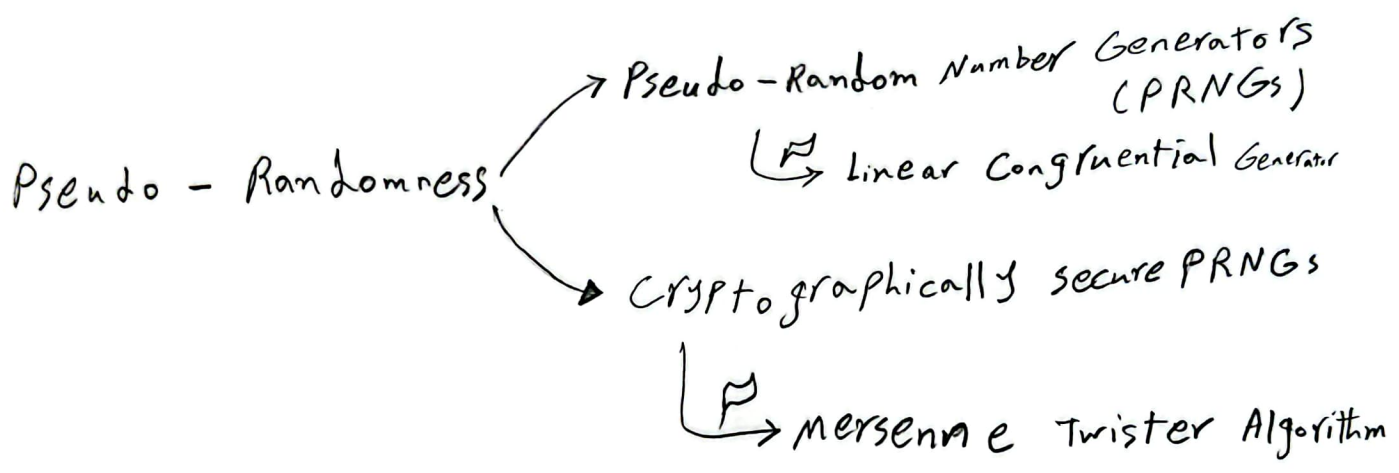 Pseudo-Random Number Generators
(PRNGs)
Linear Congruential Generator
Pseudo - Randomness
Cryptographically secure PRNGs
Mersenne Twister Algorithm